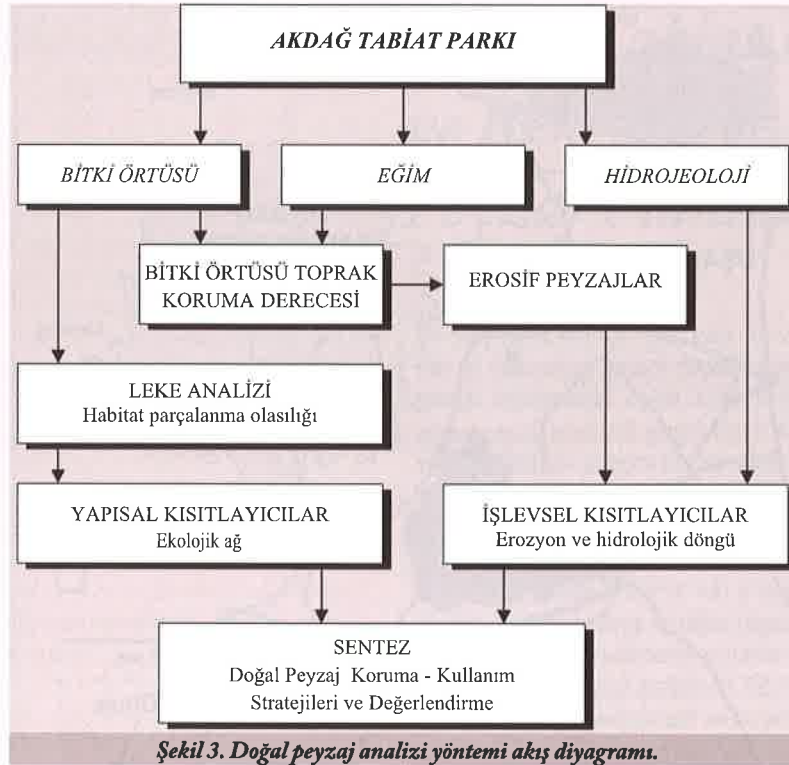 AKDAĞ TABİAT PARKI
BİTKİ ÖRTÜSÜ
EĞİM
HİDROJEOLOJİ
BİTKİ ÖRTÜSÜ TOPRAK
KORUMA DERECESİ
EROSİF PEYZAJLAR
LEKE ANALİZİ
Habitat parçalanma olasılığı
YAPISAL KISITLAYICILAR
Ekolojik ağ
İŞLEVSEL KISITLAYICILAR
Erozyon ve hidrolojik döngü
SENTEZ
Doğal Peyzaj Koruma - Kullanım
Stratejileri ve Değerlendirme
Şekil 3. Doğal peyzaj analizi yöntemi akış diyagramı.